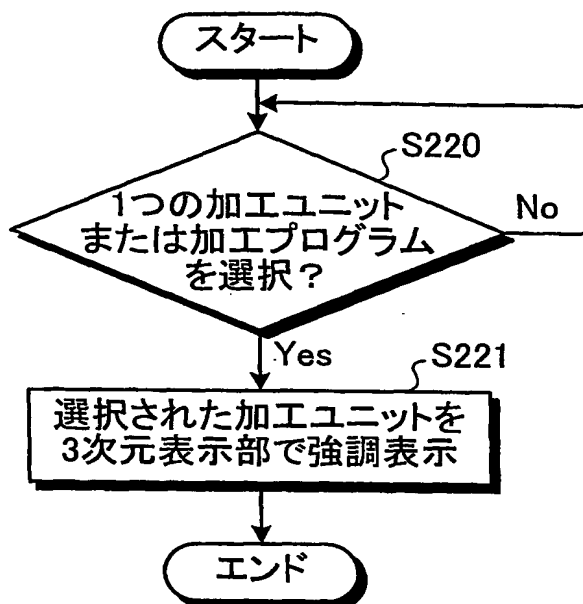 スタート
S220
1つの加工ユニット
または加工プログラム
を選択？
No
Yes
S221
選択された加工ユニットを
3次元表示部で強調表示
エンド